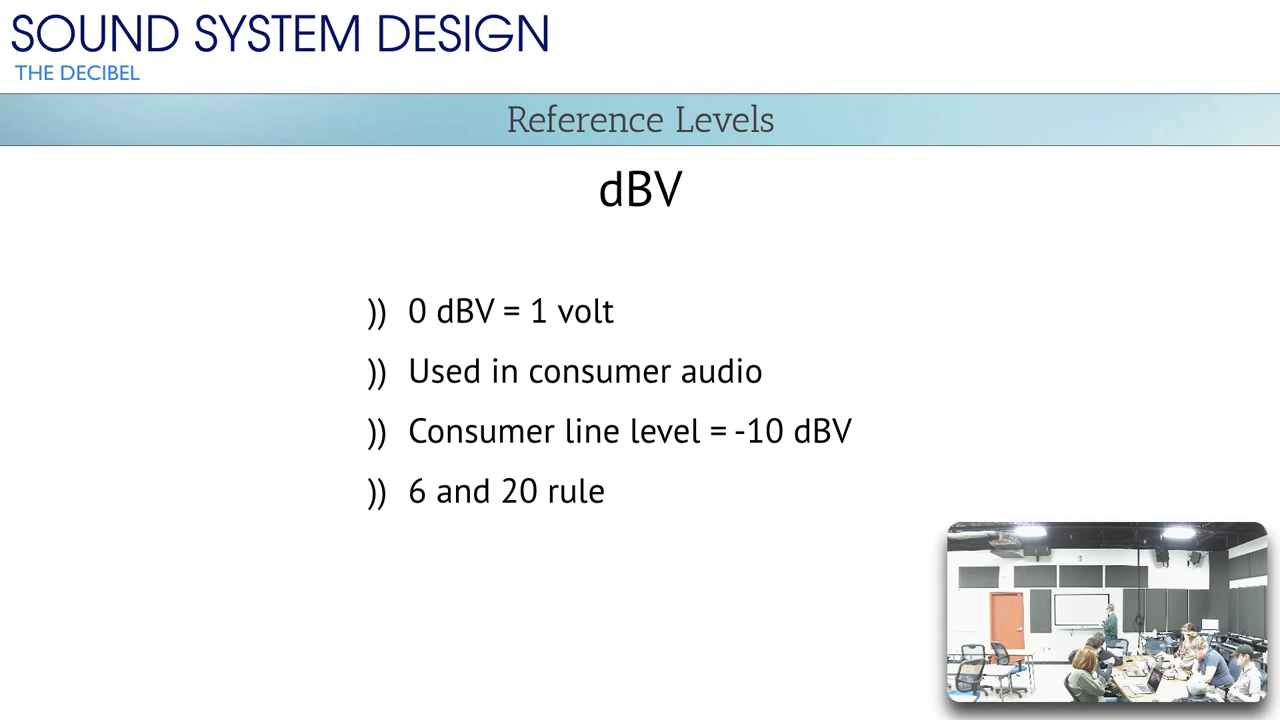 SOUND SYSTEM DESIGN
THE DECIBEL
Reference Levels
dBV
)) 0 dBV = 1 volt
)) Used in consumer audio
)) Consumer line level = -10 dBV
)) 6 and 20 rule